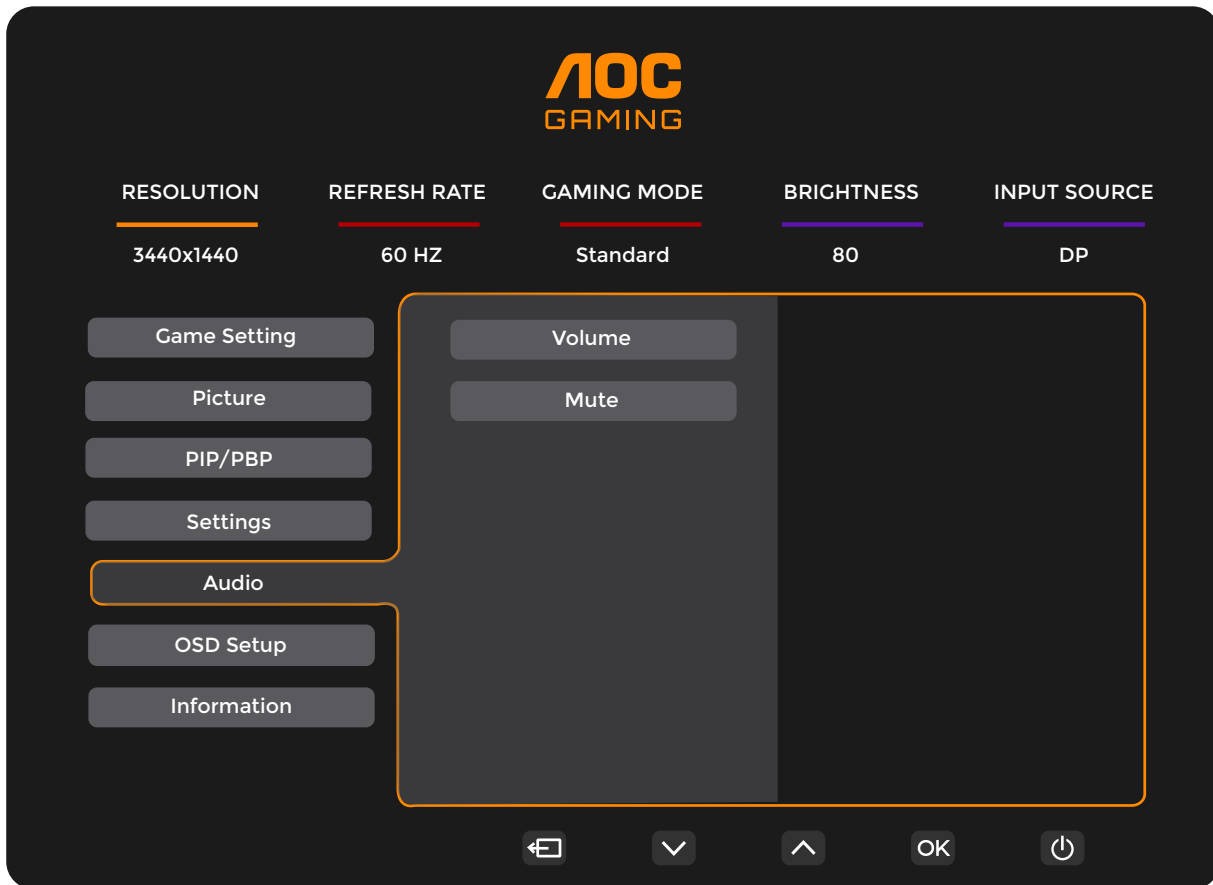 AOC
GAMING
RESOLUTION REFRESH RATE GAMING MODE BRIGHTNESS INPUT SOURCE
3440x1440 60 HZ Standard 80 DP
Game Setting
Volume
Picture
Mute
PIP/PBP
Settings
Audio
OSD Setup
Information
OK